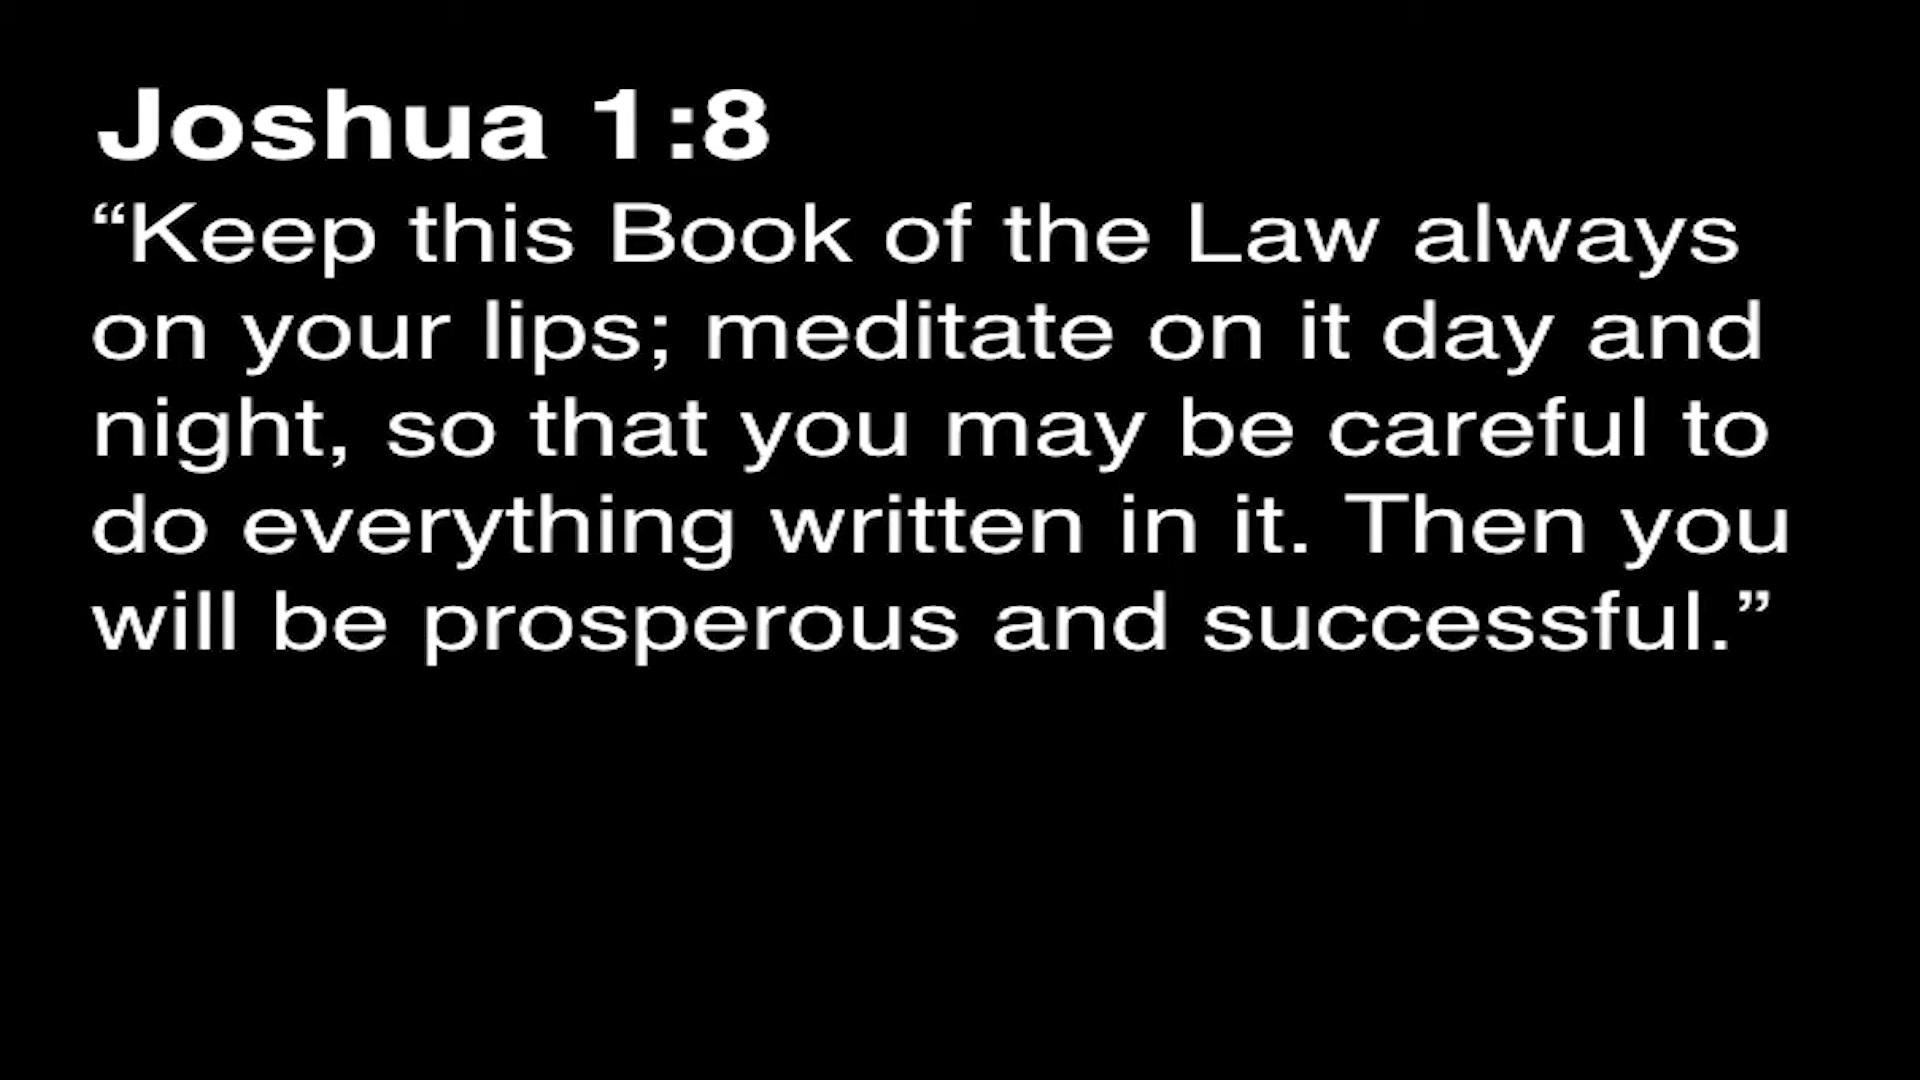 Joshua 1:8
“Keep this Book of the Law always
on your lips; meditate on it day and
night, so that you may be careful to
do everything written in it. Then you
will be prosperous and successful.”